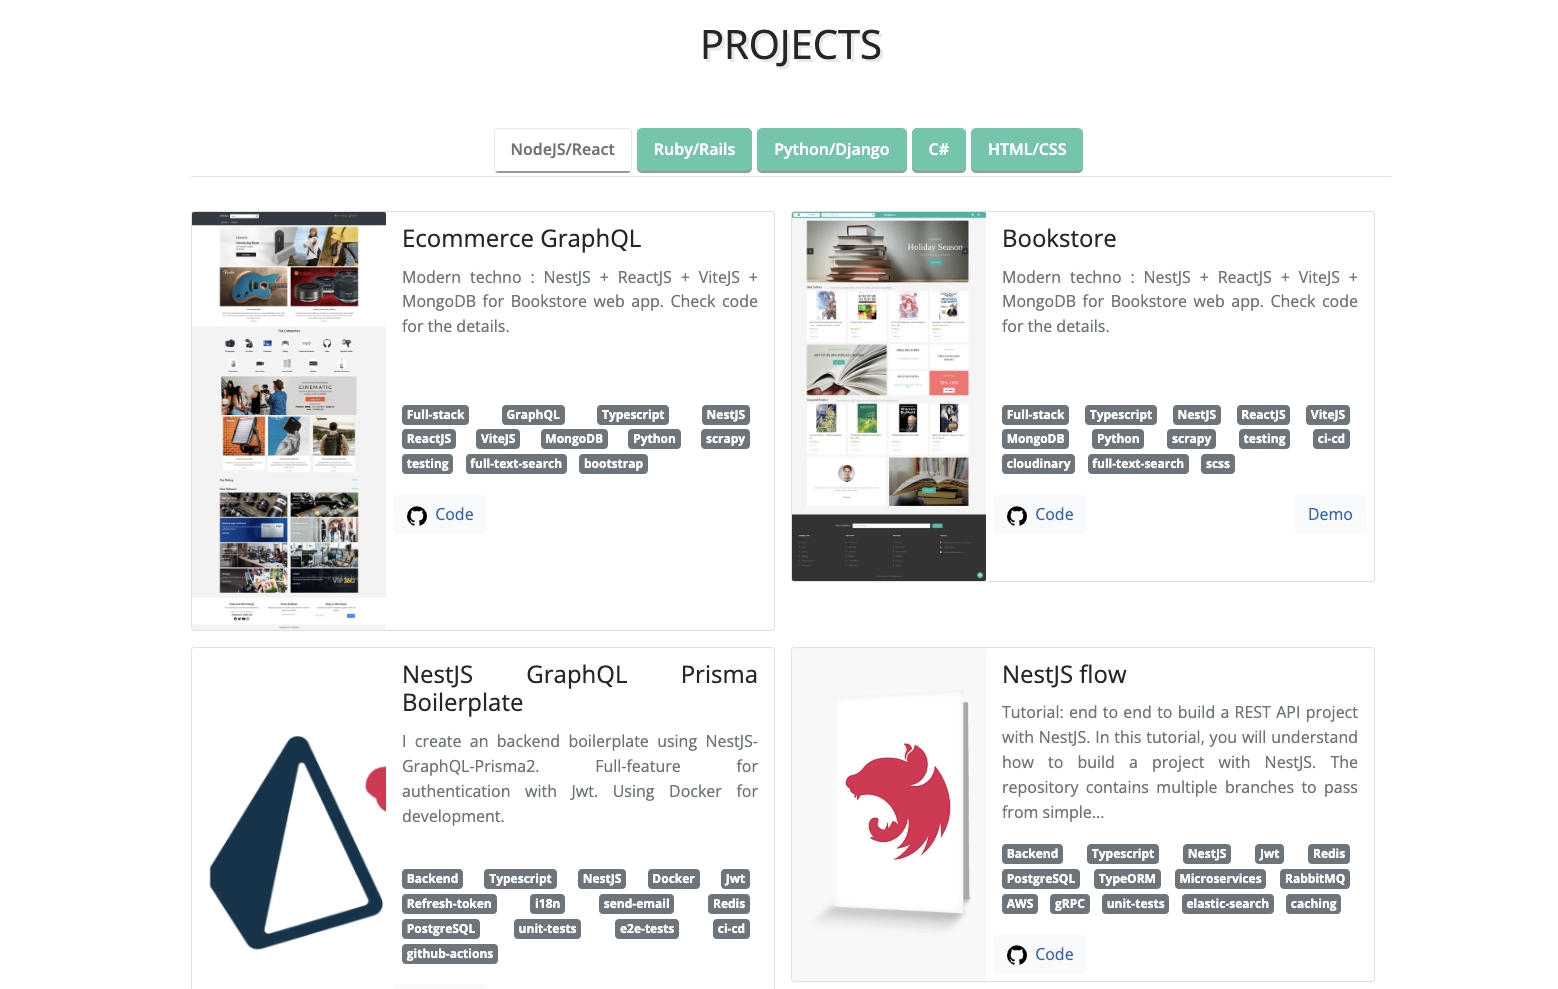 PROJECTS
NodeJS/React Ruby/Rails Python/Django C# HTML/CSS
Ecommerce GraphQL
Modern techno : NestJS + ReactJS + ViteJS +
MongoDB for Bookstore web app. Check code
for the details.
Full-stack GraphQL Typescript NestJS
ReactJS ViteJS MongoDB Python scrapy
testing full-text-search bootstrap
Code
CINEMATIC
Holiday Season
Bookstore
Modern techno : NestJS + ReactJS + ViteJS +
MongoDB for Bookstore web app. Check code
for the details.
Full-stack Typescript NestJS ReactJS ViteJS
MongoDB Python scrapy testing ci-cd
cloudinary full-text-search scss
Code Demo
NestJS GraphQL Prisma
Boilerplate
I create an backend boilerplate using NestJS-
GraphQL-Prisma2. Full-feature for
authentication with Jwt. Using Docker for
development.
Backend Typescript NestJS Docker Jwt
Refresh-token i18n send-email Redis
PostgreSQL unit-tests e2e-tests ci-cd
github-actions
NestJS flow
Tutorial: end to end to build a REST API project
with NestJS. In this tutorial, you will understand
how to build a project with NestJS. The
repository contains multiple branches to pass
from simple...
Backend Typescript NestJS Jwt Redis
PostgreSQL TypeORM Microservices RabbitMQ
AWS gRPC unit-tests elastic-search caching
Code